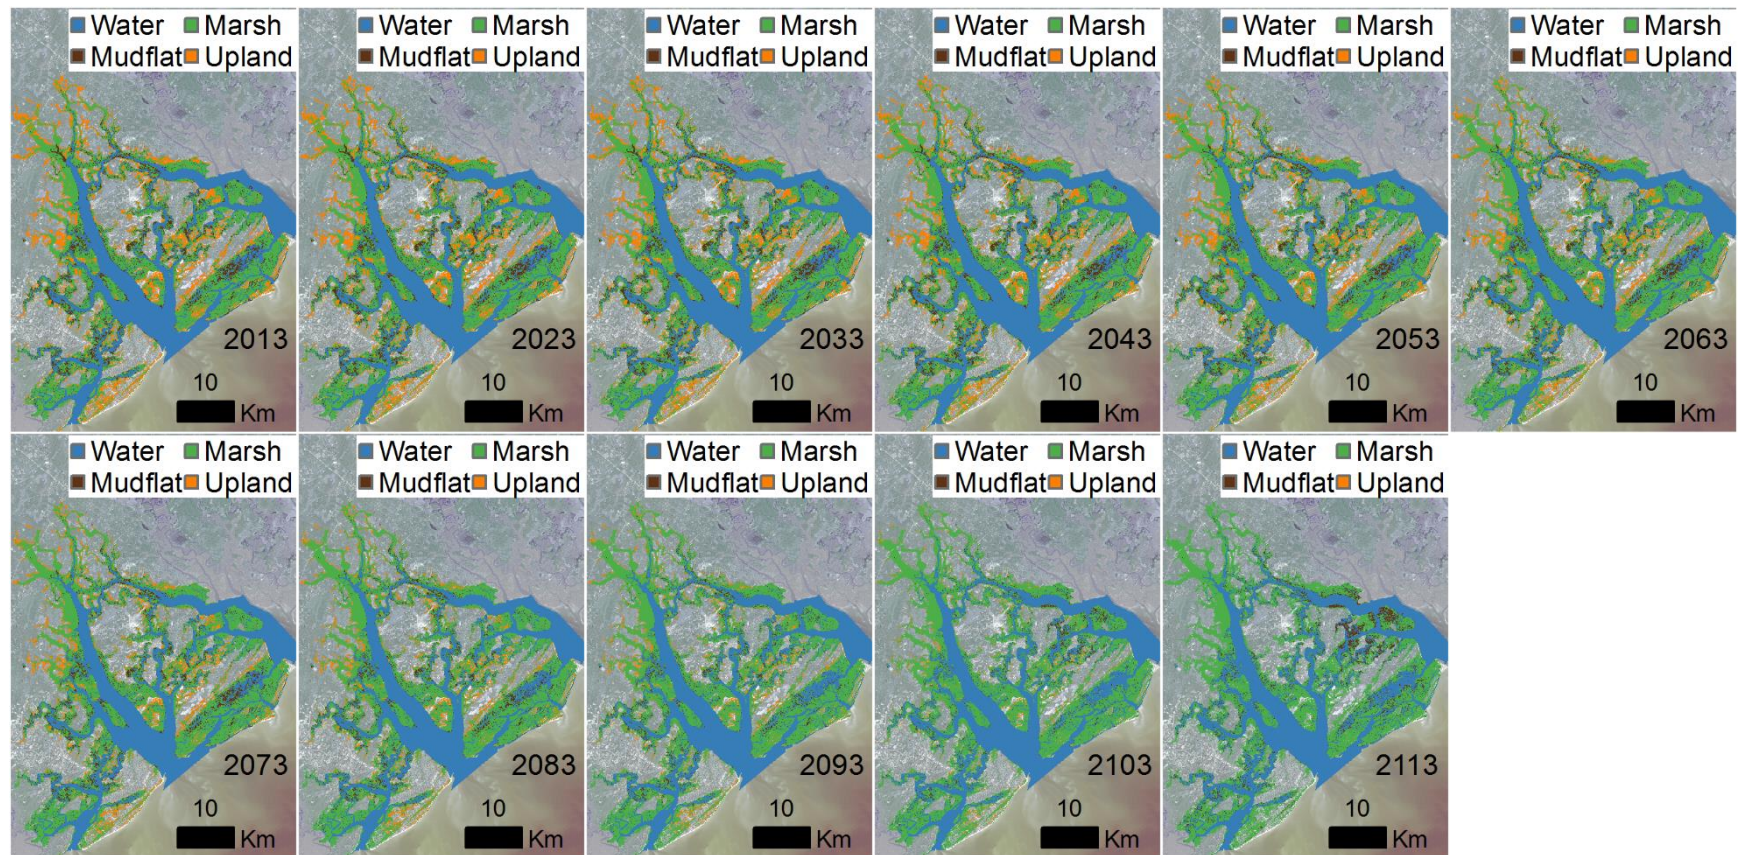 Water Marsh
Mudflat Upland
2013
10
Km
Water Marsh
Mudflat Upland
2023
10
Km
Water Marsh
Mudflat Upland
2033
10
Km
Water Marsh
Mudflat Upland
2043
10
Km
Water Marsh
Mudflat Upland
2053
10
Km
Water Marsh
Mudflat Upland
2063
10
Km
Water Marsh
Mudflat Upland
2073
10
Km
Water Marsh
Mudflat Upland
2083
10
Km
Water Marsh
Mudflat Upland
2093
10
Km
Water Marsh
Mudflat Upland
2103
10
Km
Water Marsh
Mudflat Upland
2113
10
Km